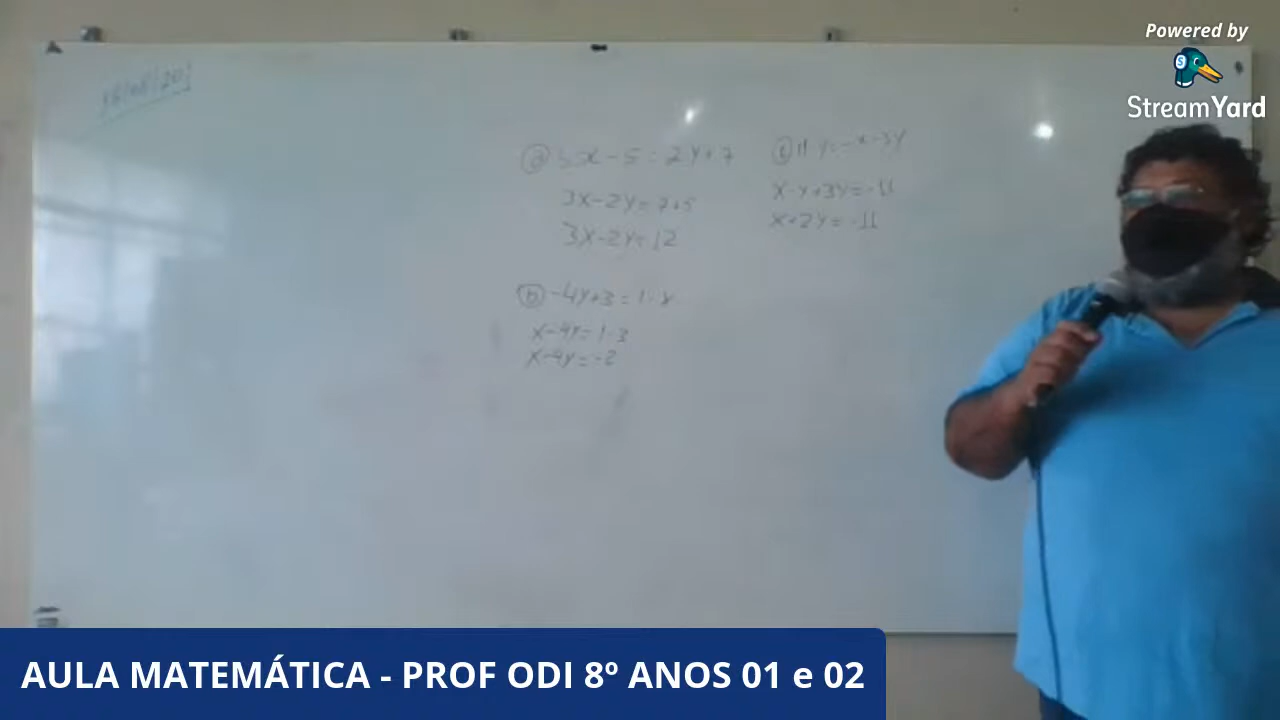 Powered by
StreamYard
a 3x - 5 = 2y + 7
3x - 2y = 7 + 5
3x - 2y = 12
b -4y + 3 = 1 - x
x - 4y = 1 - 3
x - 4y = -2
c 11 y = -x - 3y
x - y + 3y = -11
x + 2y = -11
AULA MATEMÁTICA - PROF ODI 8º ANOS 01 e 02